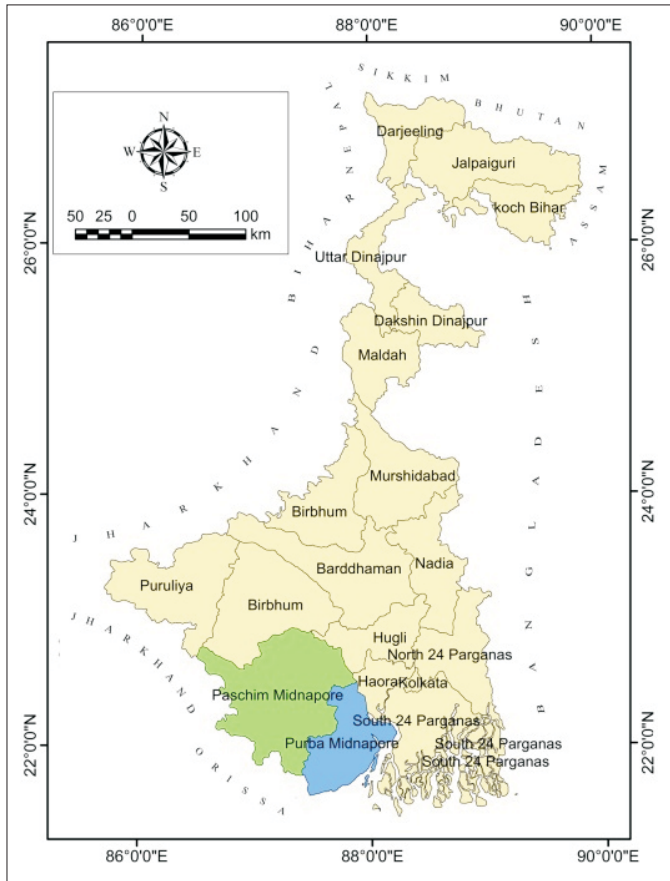 86°0'0"E 88°0'0"E 90°0'0"E
SIKKIM
BHUTAN
NEPAL
ASSAM
BIHAR
N
W E
S
50 25 0 50 100
km
26°0'0"N
26°0'0"N
Darjeeling
Jalpaiguri
koch Bihar
Uttar Dinajpur
Dakshin Dinajpur
Maldah
JHARKHAND
BANGLADESH
24°0'0"N
24°0'0"N
Murshidabad
Birbhum
Barddhaman
Nadia
Puruliya
Birbhum
Hugli
North 24 Parganas
JHARKHAND
Haora
Kolkata
Paschim Midnapore
South 24 Parganas
Purba Midnapore
South 24 Parganas
South 24 Parganas
ORISSA
22°0'0"N
22°0'0"N
86°0'0"E 88°0'0"E 90°0'0"E